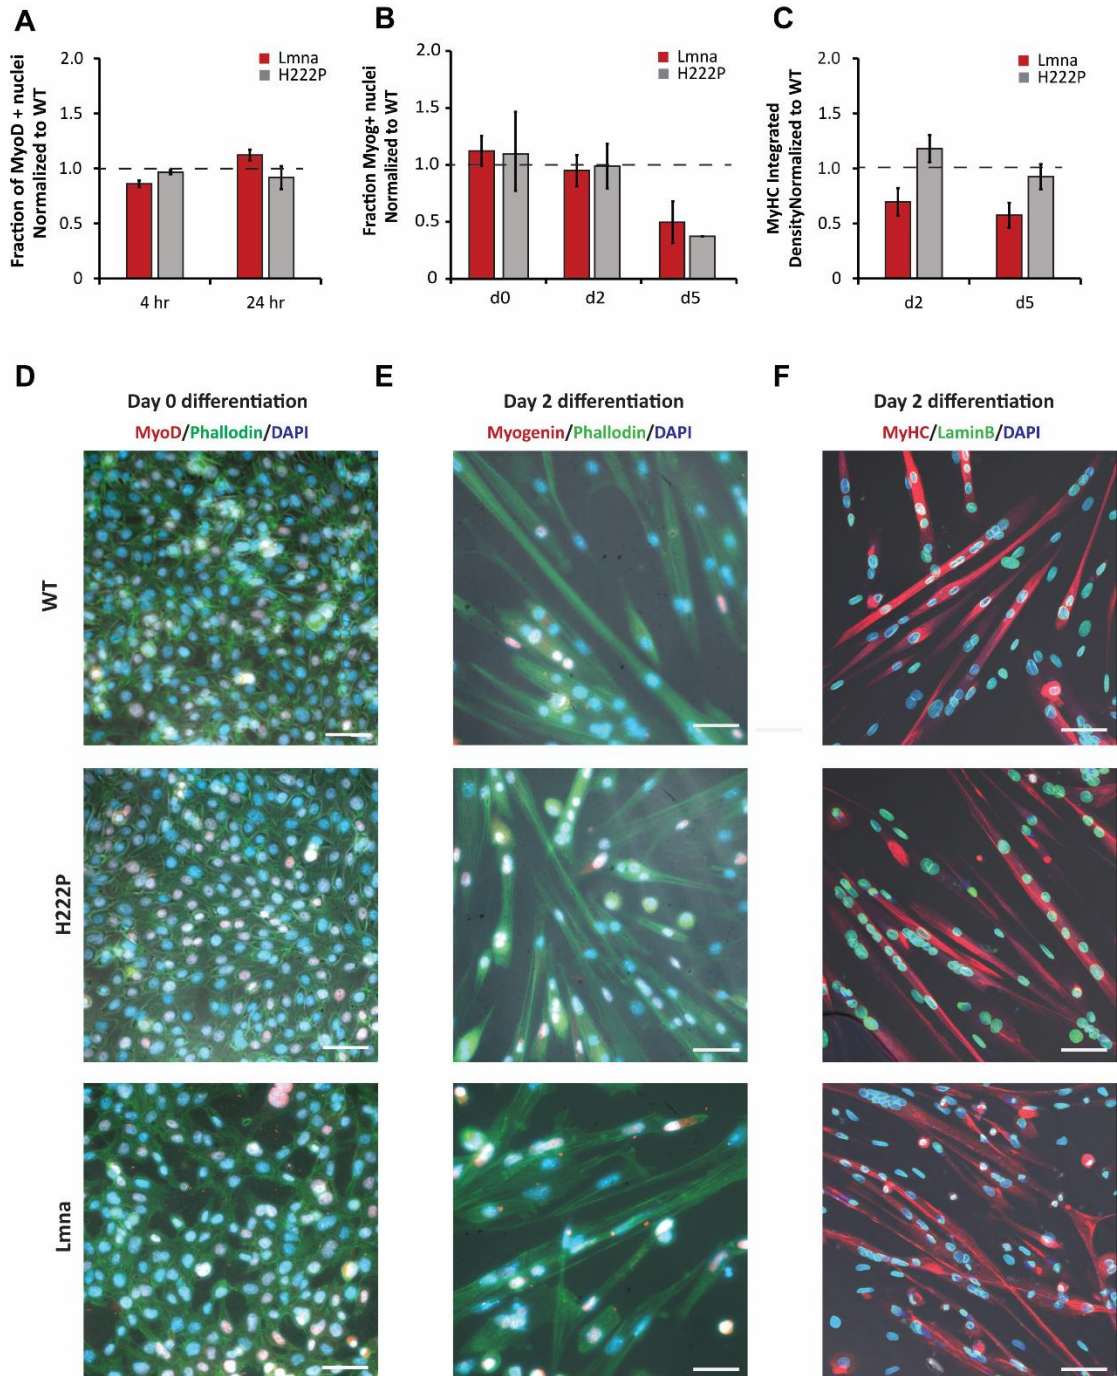 A
Fraction of MyoD + nuclei
Normalized to WT
2.0
1.5
1.0
0.5
0
Lmna
H222P
4 hr
24 hr
B
Fraction Myog+ nuclei
Normalized to WT
2.0
1.5
1.0
0.5
0
Lmna
H222P
d0
d2
d5
C
MyHC Integrated
DensityNormalized to WT
2.0
1.5
1.0
0.5
0
Lmna
H222P
d2
d5
D
Day 0 differentiation
MyoD/Phallodin/DAPI
E
Day 2 differentiation
Myogenin/Phallodin/DAPI
F
Day 2 differentiation
MyHC/LaminB/DAPI
WT
H222P
Lmna